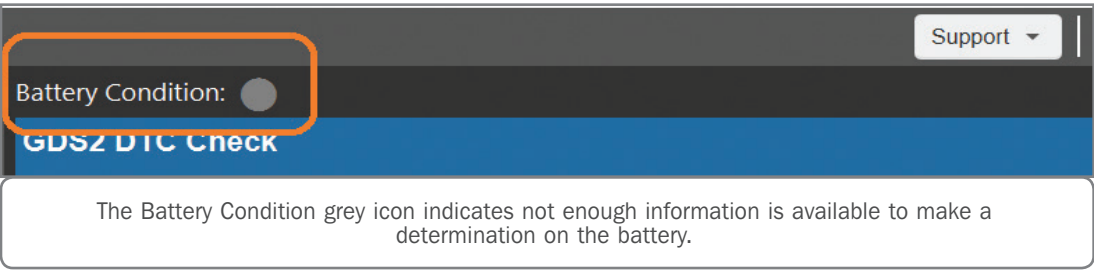 Support
Battery Condition:
GDS2 DTC Check
The Battery Condition grey icon indicates not enough information is available to make a
determination on the battery.